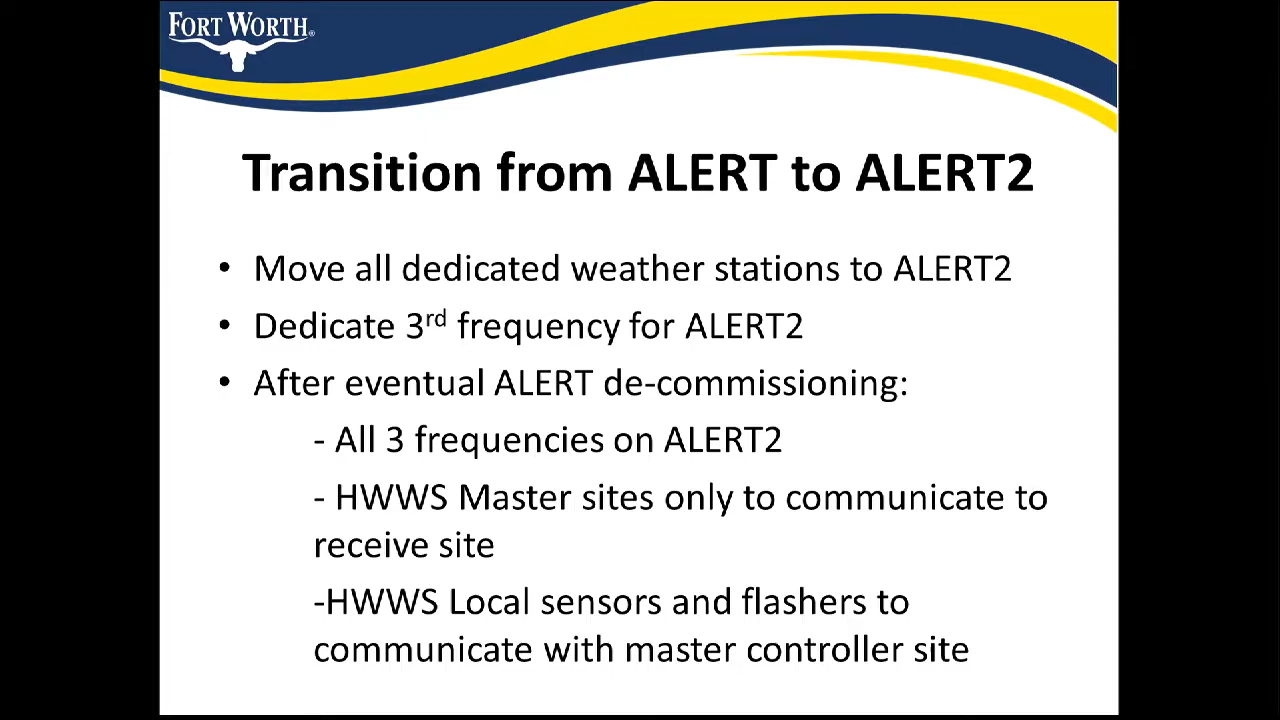 FORT WORTH®
Transition from ALERT to ALERT2
• Move all dedicated weather stations to ALERT2
• Dedicate 3rd frequency for ALERT2
• After eventual ALERT de-commissioning:
- All 3 frequencies on ALERT2
- HWWS Master sites only to communicate to
receive site
-HWWS Local sensors and flashers to
communicate with master controller site